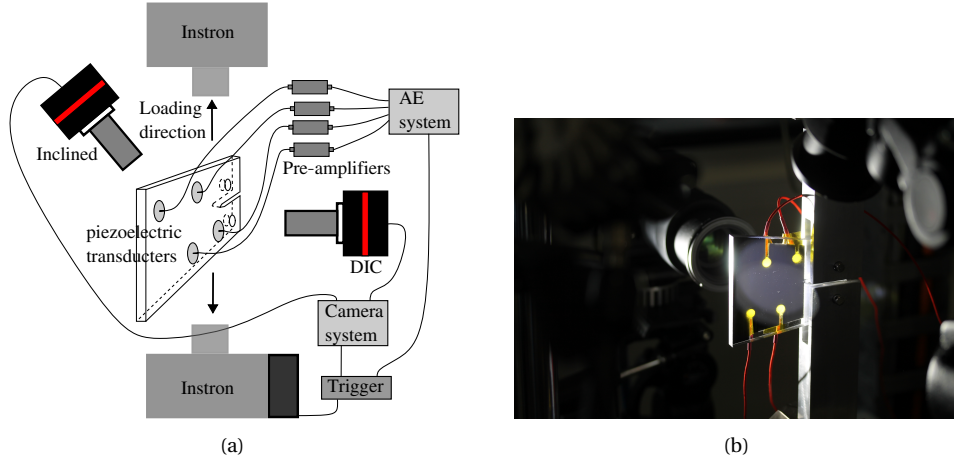 Instron
Loading
direction
Inclined
AE
system
Pre-amplifiers
piezoelectric
transducters
DIC
Camera
system
Instron
Trigger
(a)
(b)